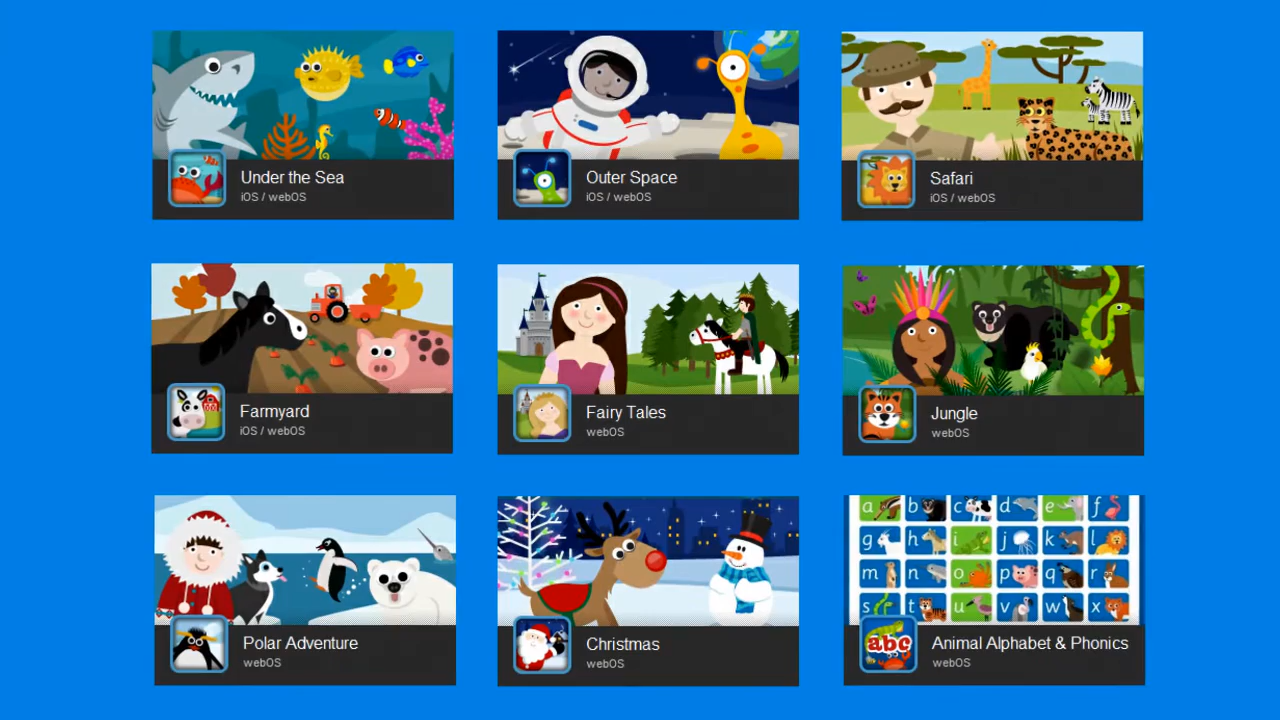 Under the Sea
iOS / webOS
Outer Space
iOS / webOS
Safari
iOS / webOS
Farmyard
iOS / webOS
Fairy Tales
webOS
Jungle
webOS
Polar Adventure
webOS
Christmas
webOS
a b c d e f
g h i j k l
m n o p q r
s t u v w x
abc
Animal Alphabet & Phonics
webOS